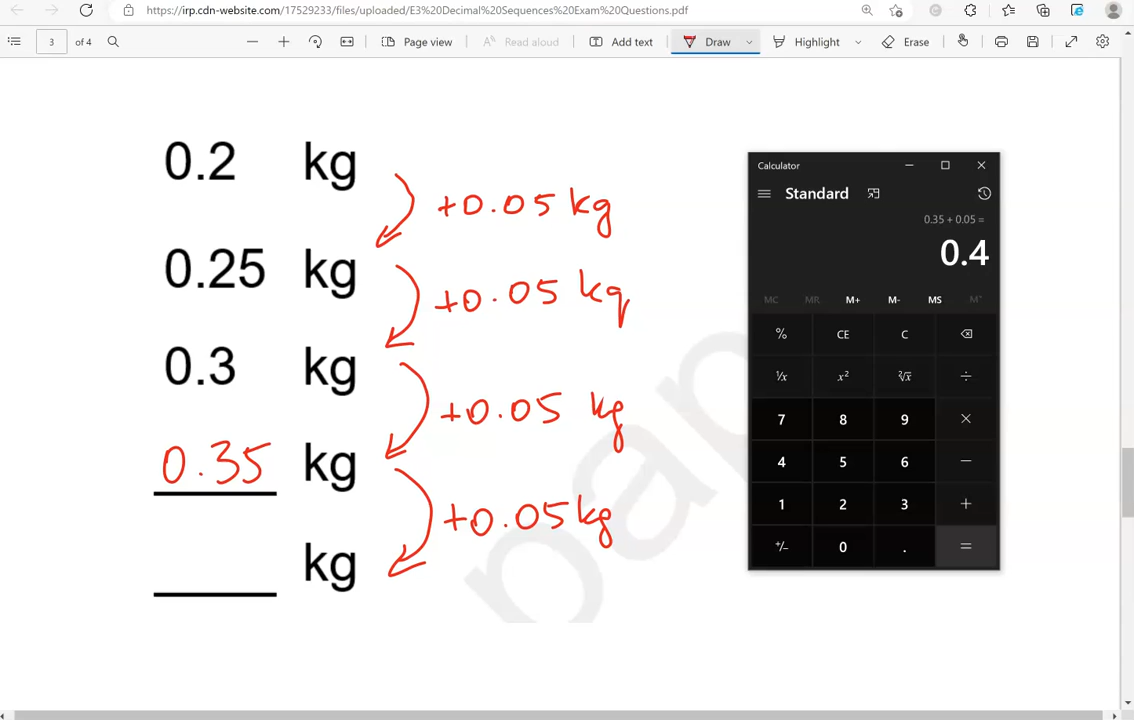 https://irp.cdn-website.com/17529233/files/uploaded/E3%20Decimal%20Sequences%20Exam%20Questions.pdf
3 of 4 Page view Read aloud Add text Draw Highlight Erase
0.2 kg
+0.05 kg
0.25 kg
+0.05 kg
0.3 kg
+0.05 kg
0.35 kg
+0.05 kg
kg
Calculator
Standard
0.35 + 0.05 =
0.4
MC MR M+ M- MS
% CE C
1/x x² ²√x ÷
7 8 9 ×
4 5 6 −
1 2 3 +
+/− 0 . =